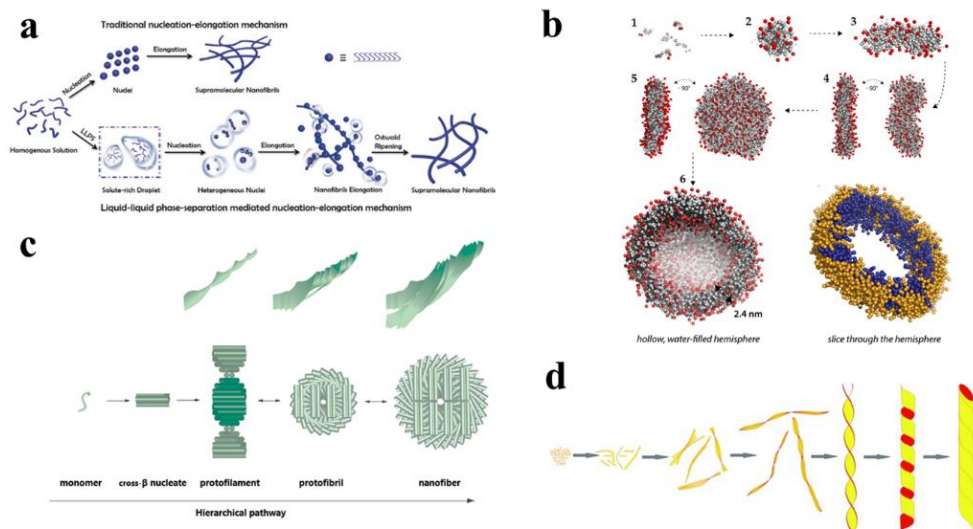 a
Traditional nucleation-elongation mechanism
Nucleation
Elongation
Nuclei
Supramolecular Nanofibrils
Homogenous Solution
LLPS
Nucleation
Elongation
Ostwald
Ripening
Solute-rich Droplet
Heterogeneous Nuclei
Nanofibrils Elongation
Supramolecular Nanofibrils
Liquid-liquid phase-separation mediated nucleation-elongation mechanism
b
1
2
3
5
~90°
4
~90°
6
2.4 nm
hollow, water-filled hemisphere
slice through the hemisphere
c
monomer
cross-β nucleate
protofilament
protofibril
nanofiber
Hierarchical pathway
d